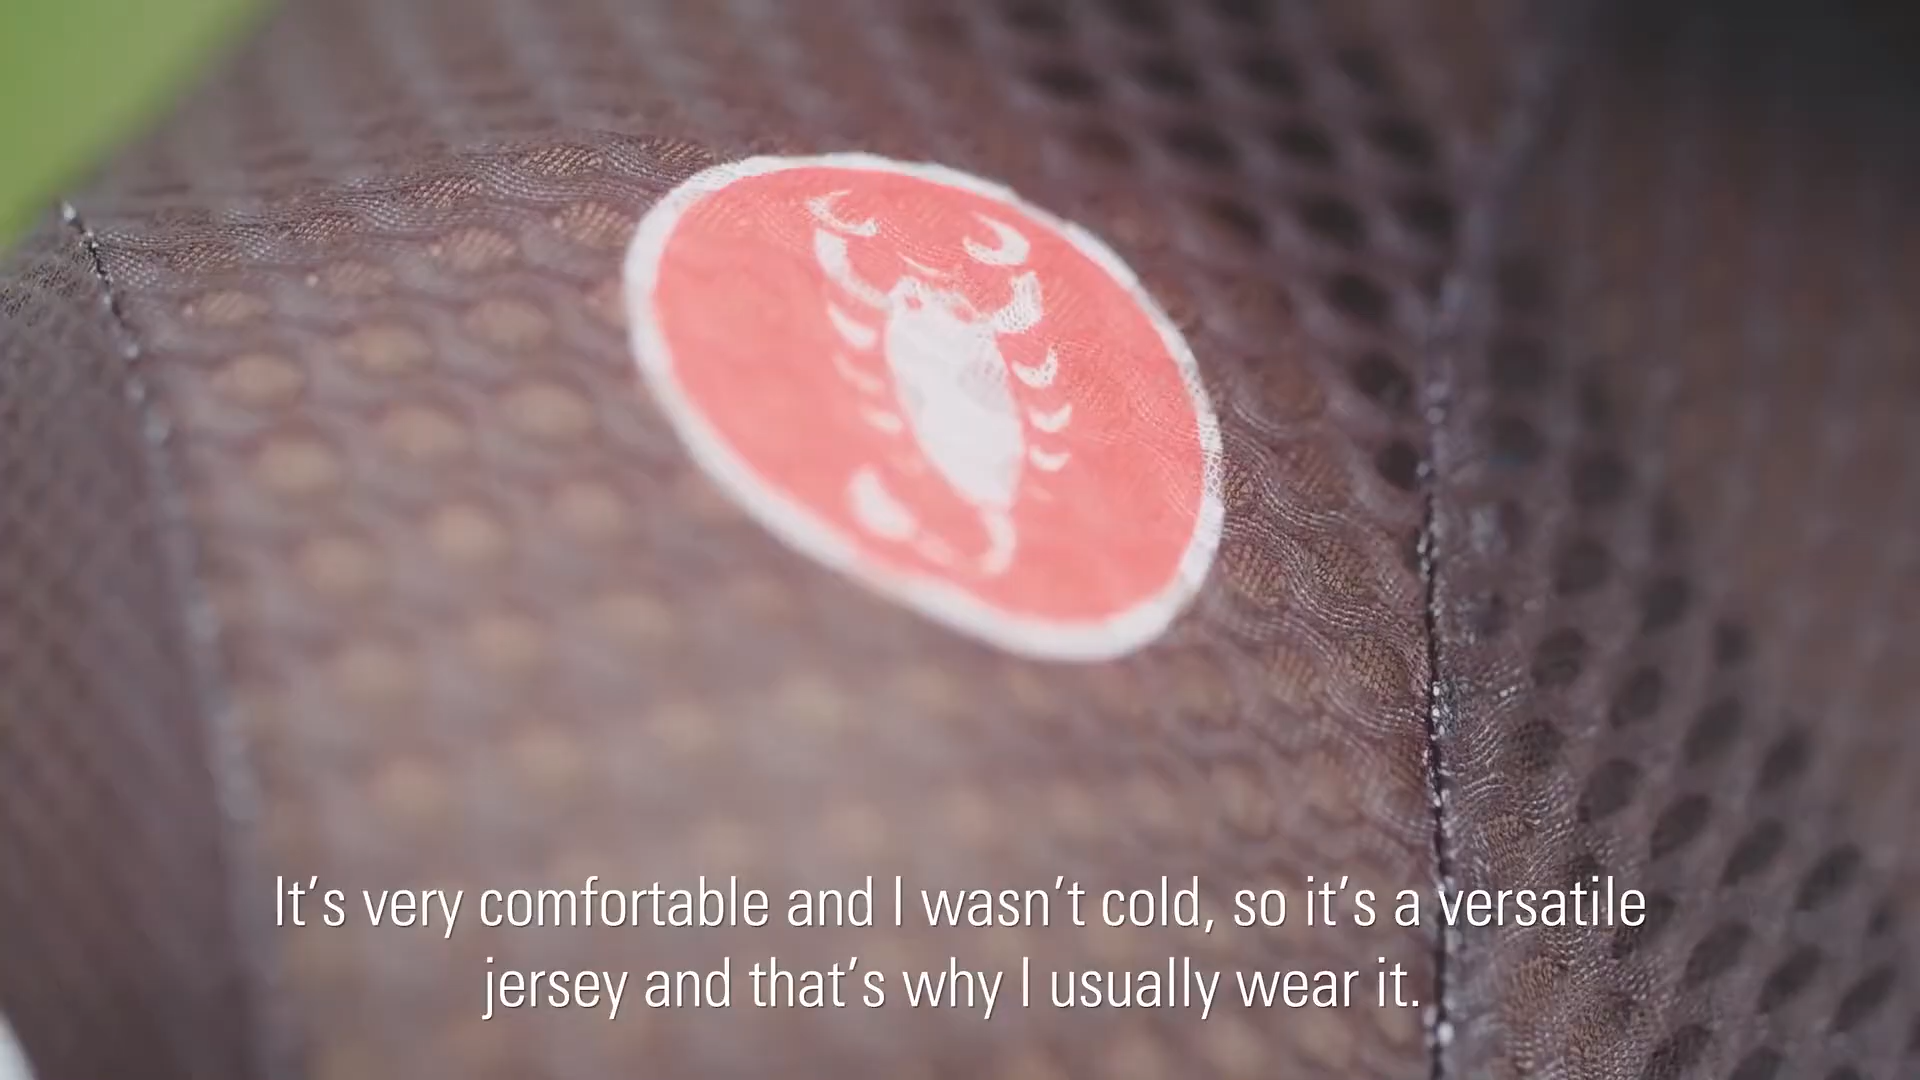 It’s very comfortable and I wasn’t cold, so it’s a versatile
jersey and that’s why I usually wear it.